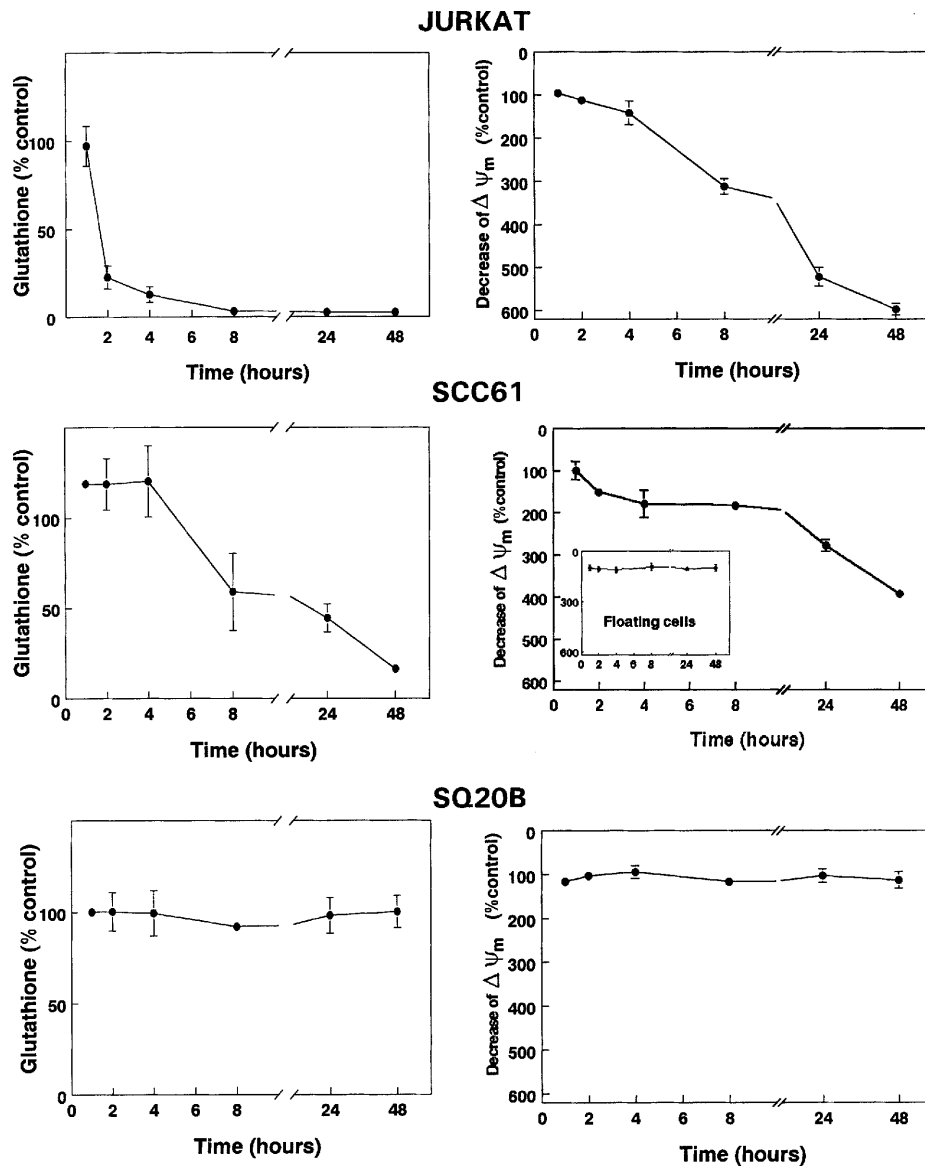 JURKAT
Glutathione (% control)
100
50
0
2 4 6 8 24 48
Time (hours)
Decrease of Δ Ψm (%control)
0
100
200
300
400
500
600
0 2 4 6 8 24 48
Time (hours)
SCC61
Glutathione (% control)
100
50
0
0 2 4 6 8 24 48
Time (hours)
Decrease of Δ Ψm (%control)
0
100
200
300
400
500
600
0 2 4 6 8 24 48
Time (hours)
0
300
600
Floating cells
0 2 4 6 8 24 48
SQ20B
Glutathione (% control)
100
50
0
0 2 4 6 8 24 48
Time (hours)
Decrease of Δ Ψm (%control)
0
100
200
300
400
500
600
0 2 4 6 8 24 48
Time (hours)